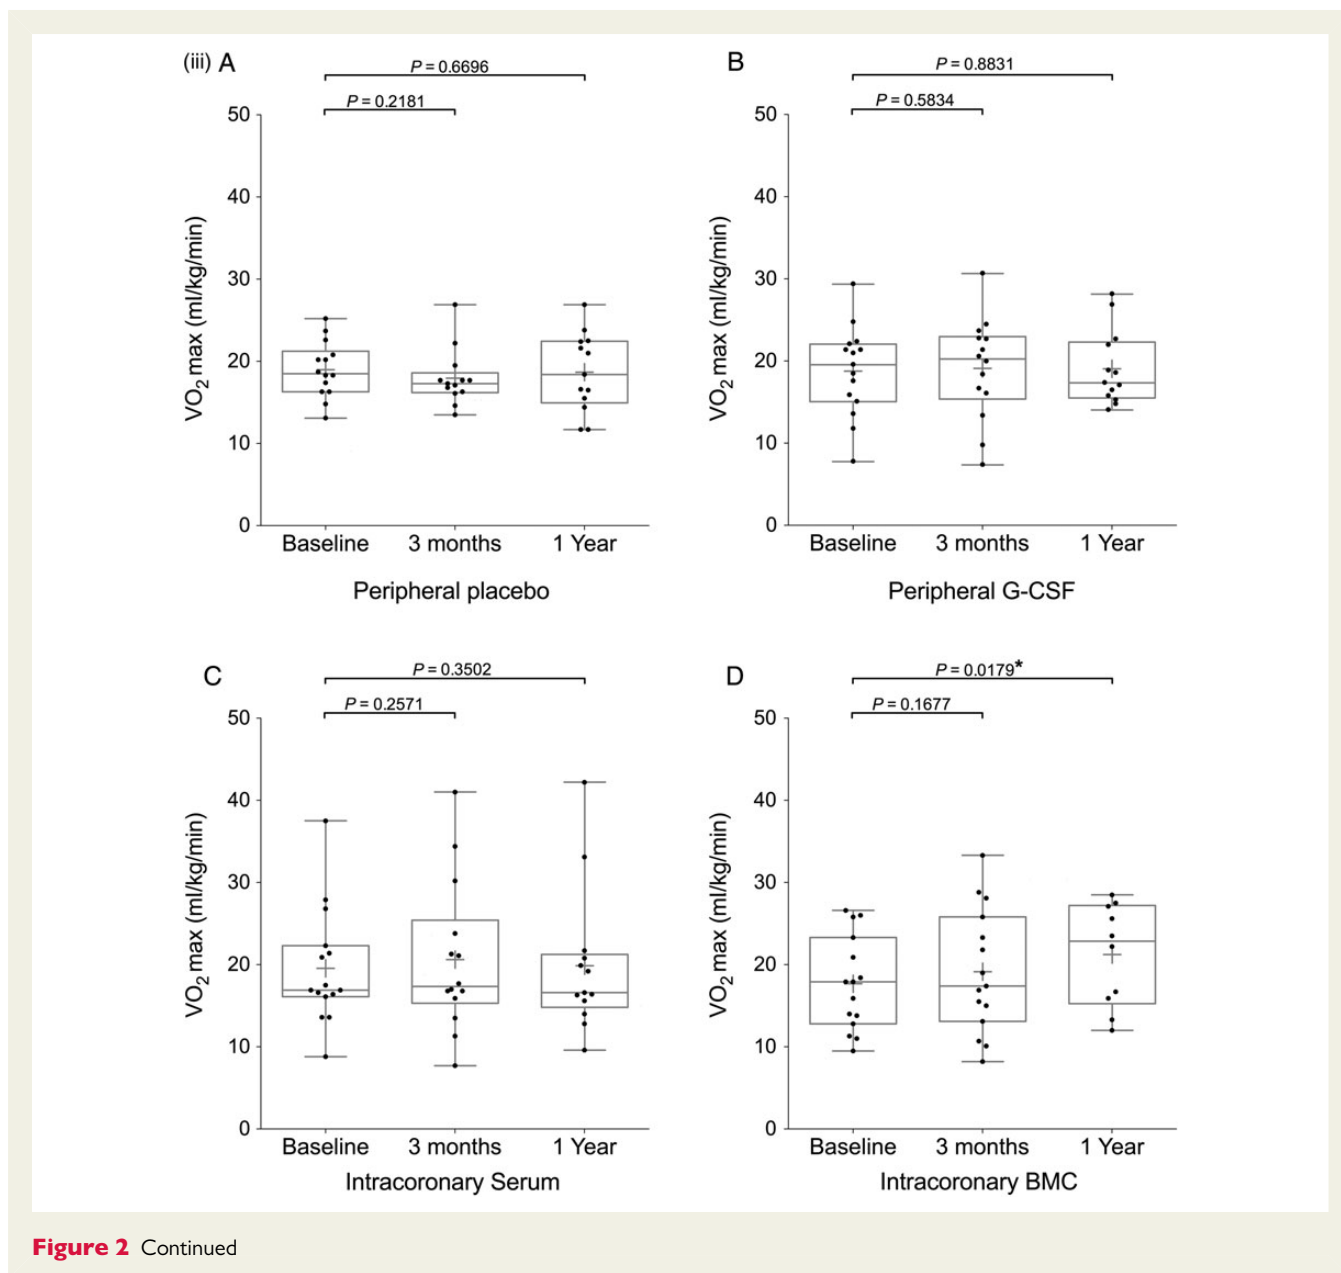 (iii) A
P = 0.6696
P = 0.2181
50
40
30
20
10
0
VO2 max (ml/kg/min)
Baseline 3 months 1 Year
Peripheral placebo
B
P = 0.8831
P = 0.5834
50
40
30
20
10
0
VO2 max (ml/kg/min)
Baseline 3 months 1 Year
Peripheral G-CSF
C
P = 0.3502
P = 0.2571
50
40
30
20
10
0
VO2 max (ml/kg/min)
Baseline 3 months 1 Year
Intracoronary Serum
D
P = 0.0179*
P = 0.1677
50
40
30
20
10
0
VO2 max (ml/kg/min)
Baseline 3 months 1 Year
Intracoronary BMC
Figure 2 Continued